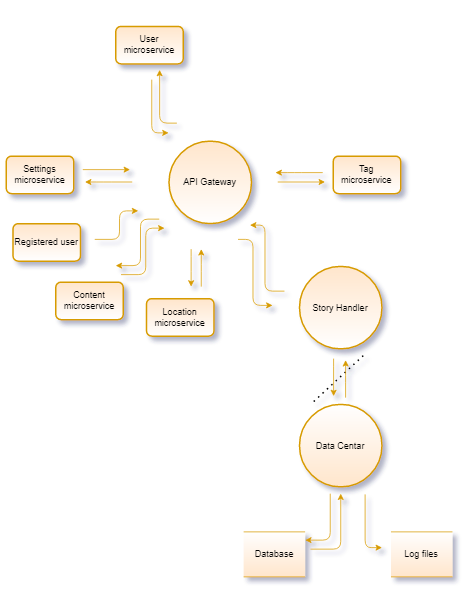 User
microservice
Settings
microservice
API Gateway
Tag
microservice
Registered user
Content
microservice
Location
microservice
Story Handler
Data Centar
Database
Log files